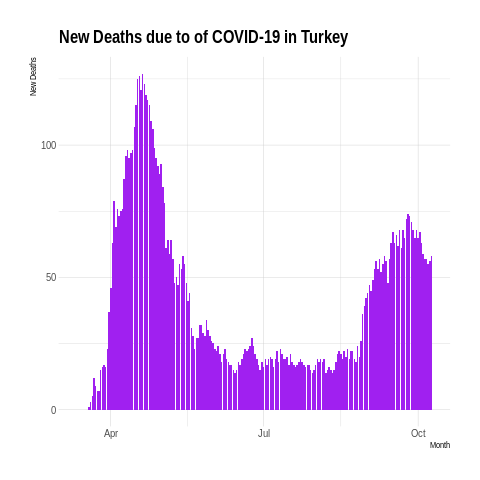 New Deaths due to of COVID-19 in Turkey
New Deaths
100
50
0
Apr
Jul
Oct
Month